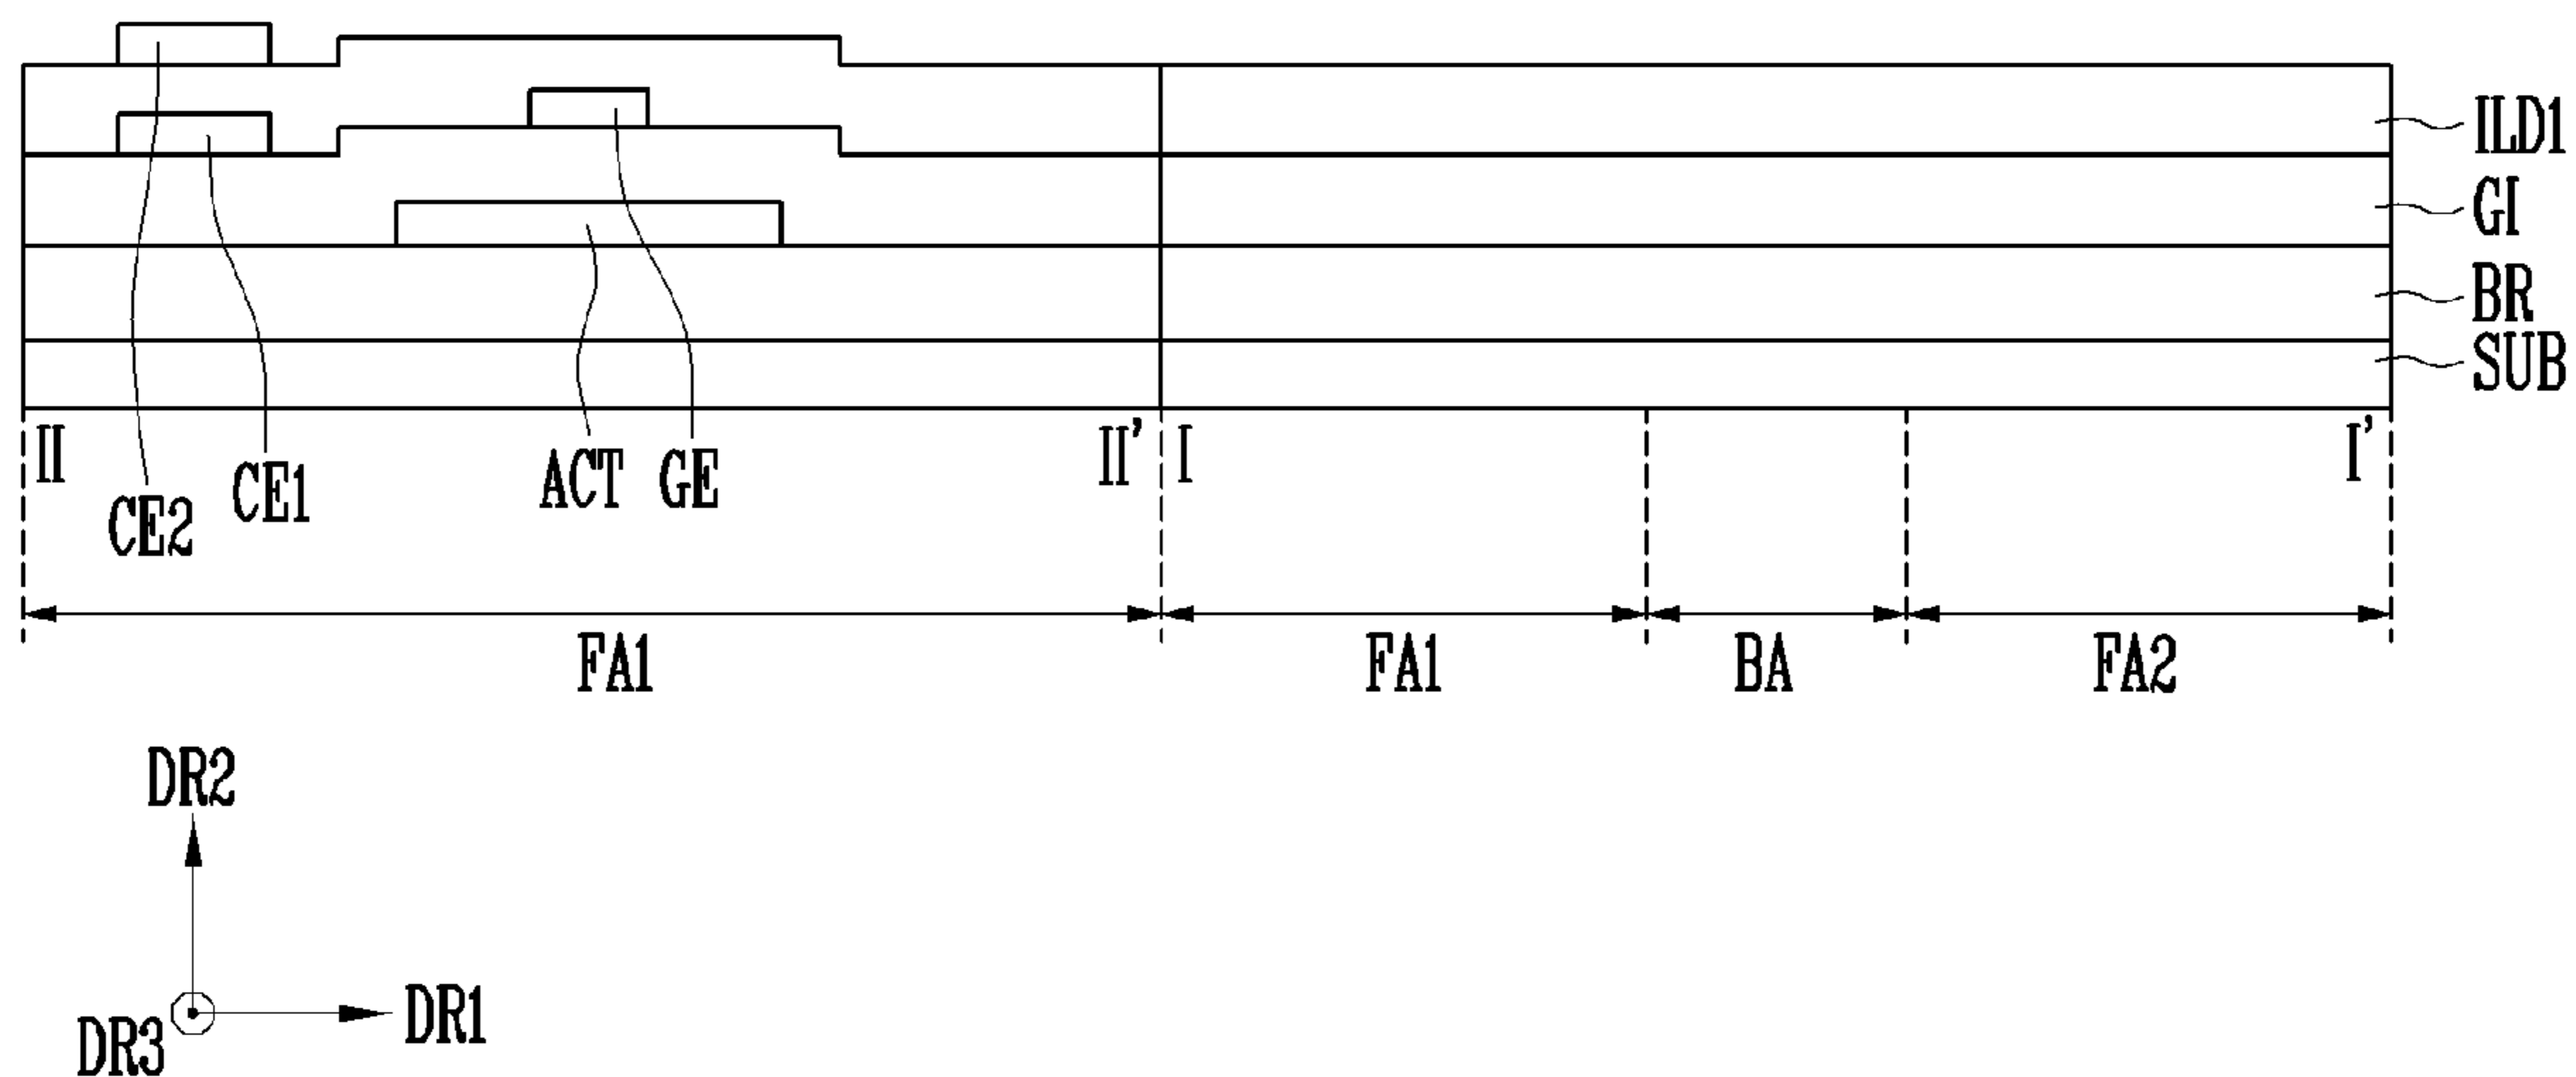 ILD1
GI
BR
SUB
II
II'
I
I'
CE2
CE1
ACT
GE
FA1
FA1
BA
FA2
DR2
DR3
DR1